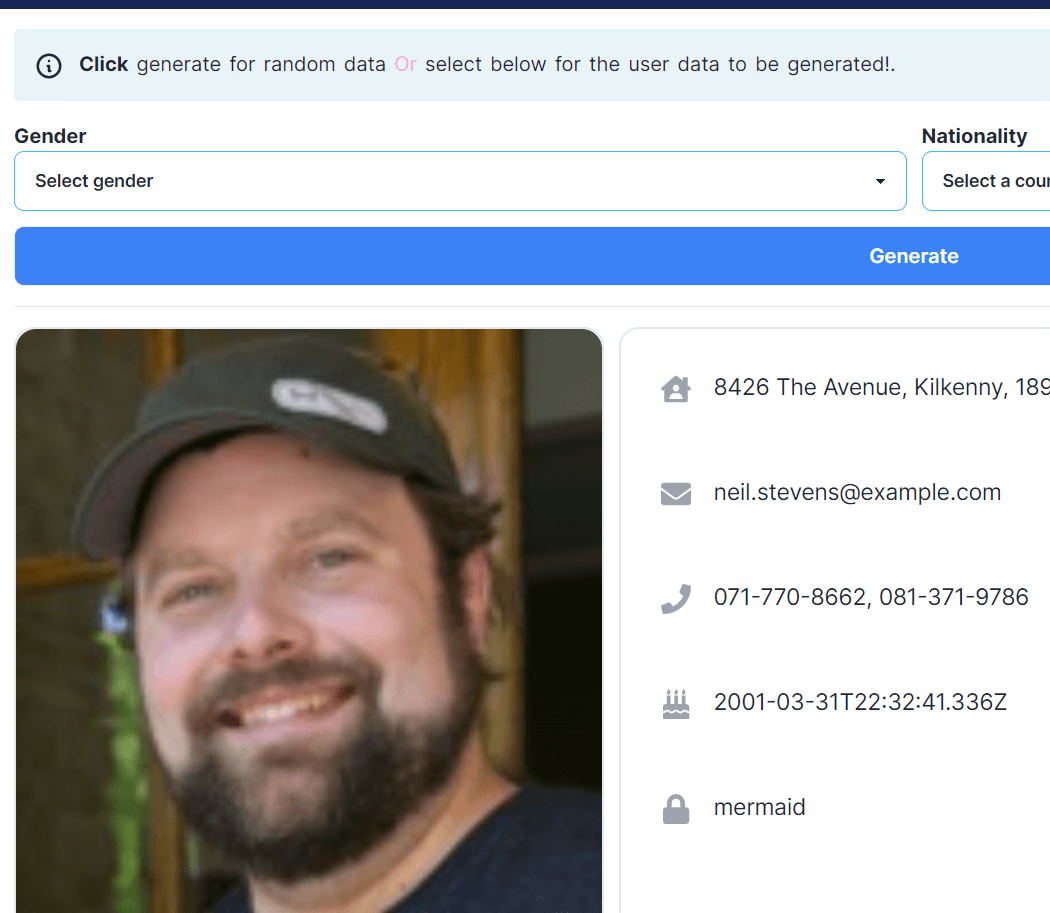 Click generate for random data Or select below for the user data to be generated!.
Gender
Nationality
Select gender
Select a cour
Generate
8426 The Avenue, Kilkenny, 189
neil.stevens@example.com
071-770-8662, 081-371-9786
2001-03-31T22:32:41.336Z
mermaid